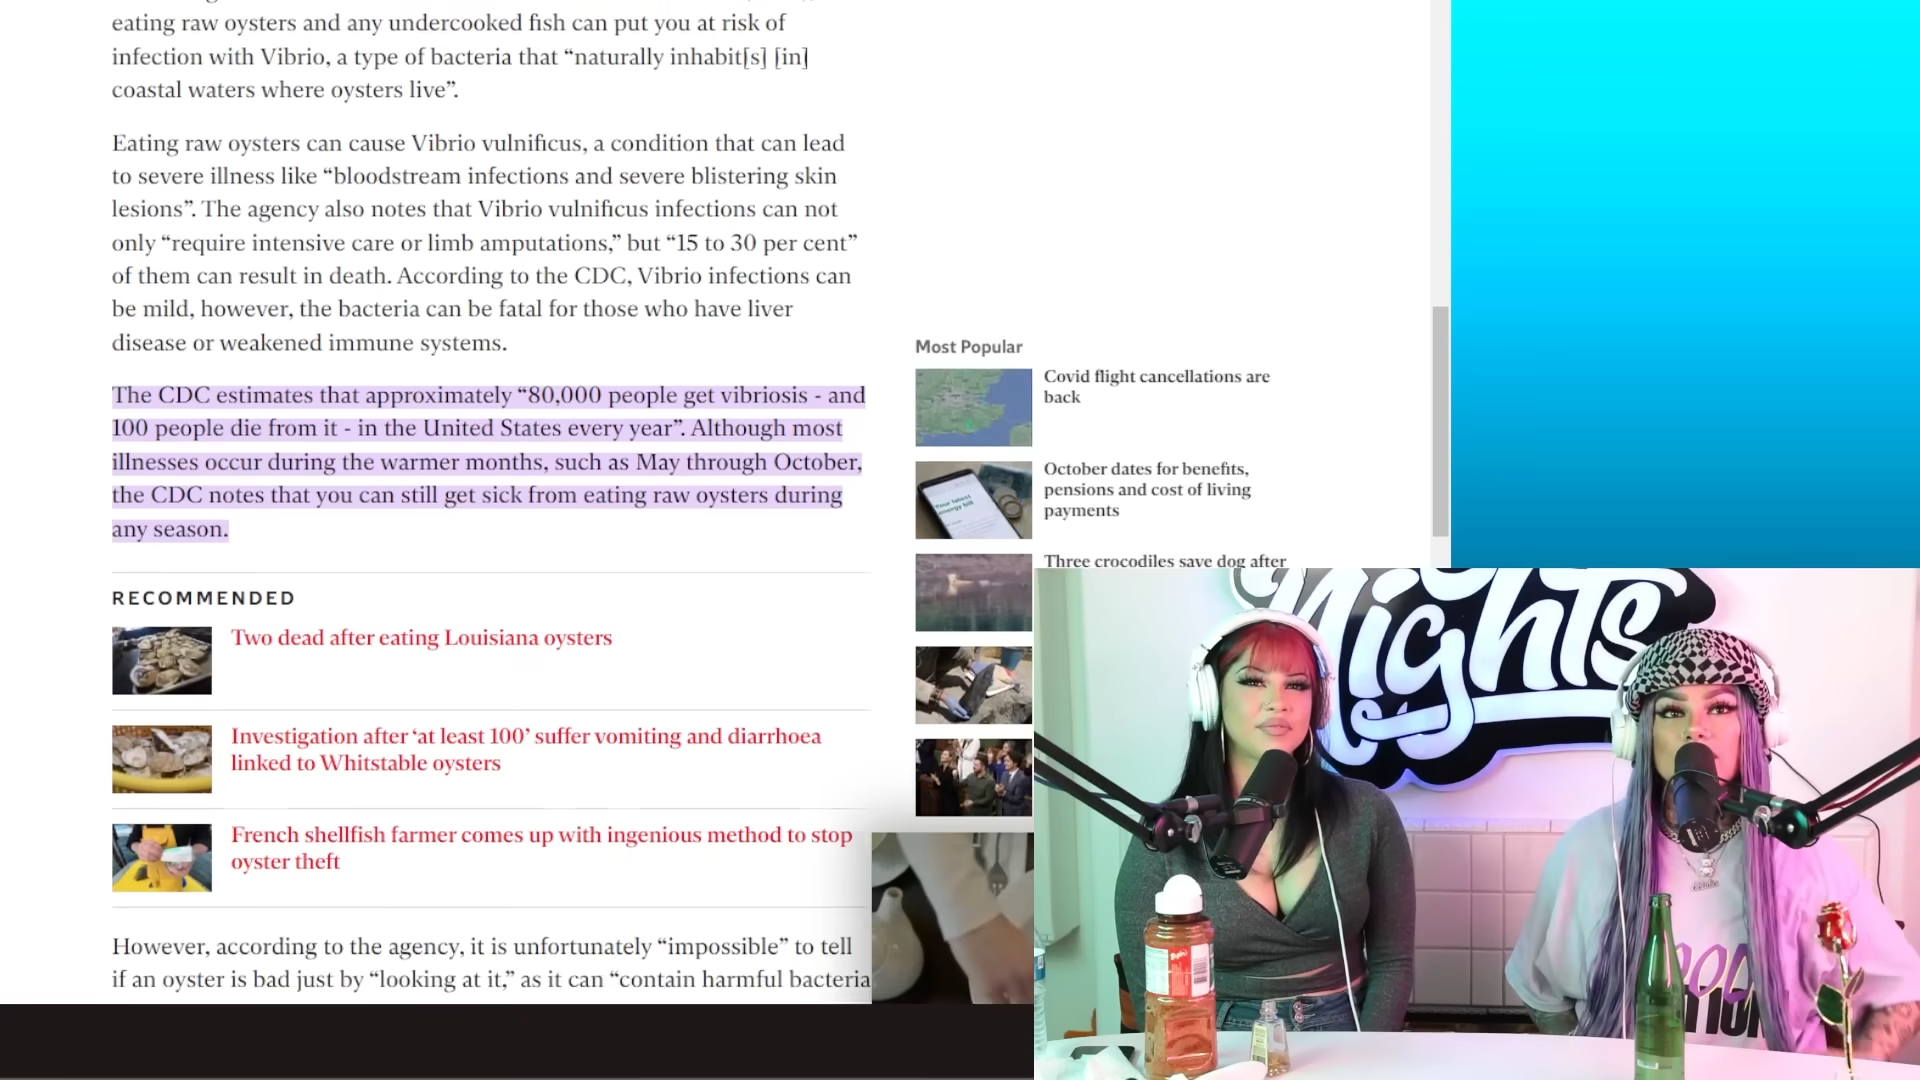 eating raw oysters and any undercooked fish can put you at risk of
infection with Vibrio, a type of bacteria that “naturally inhabit[s] [in]
coastal waters where oysters live”.
Eating raw oysters can cause Vibrio vulnificus, a condition that can lead
to severe illness like “bloodstream infections and severe blistering skin
lesions”. The agency also notes that Vibrio vulnificus infections can not
only “require intensive care or limb amputations,” but “15 to 30 per cent”
of them can result in death. According to the CDC, Vibrio infections can
be mild, however, the bacteria can be fatal for those who have liver
disease or weakened immune systems.
The CDC estimates that approximately “80,000 people get vibriosis - and
100 people die from it - in the United States every year”. Although most
illnesses occur during the warmer months, such as May through October,
the CDC notes that you can still get sick from eating raw oysters during
any season.
RECOMMENDED
Two dead after eating Louisiana oysters
Investigation after ‘at least 100’ suffer vomiting and diarrhoea
linked to Whitstable oysters
French shellfish farmer comes up with ingenious method to stop
oyster theft
However, according to the agency, it is unfortunately “impossible” to tell
if an oyster is bad just by “looking at it,” as it can “contain harmful bacteria
Most Popular
Covid flight cancellations are
back
October dates for benefits,
pensions and cost of living
payments
Your latest
energy bill
Three crocodiles save dog after
Nights